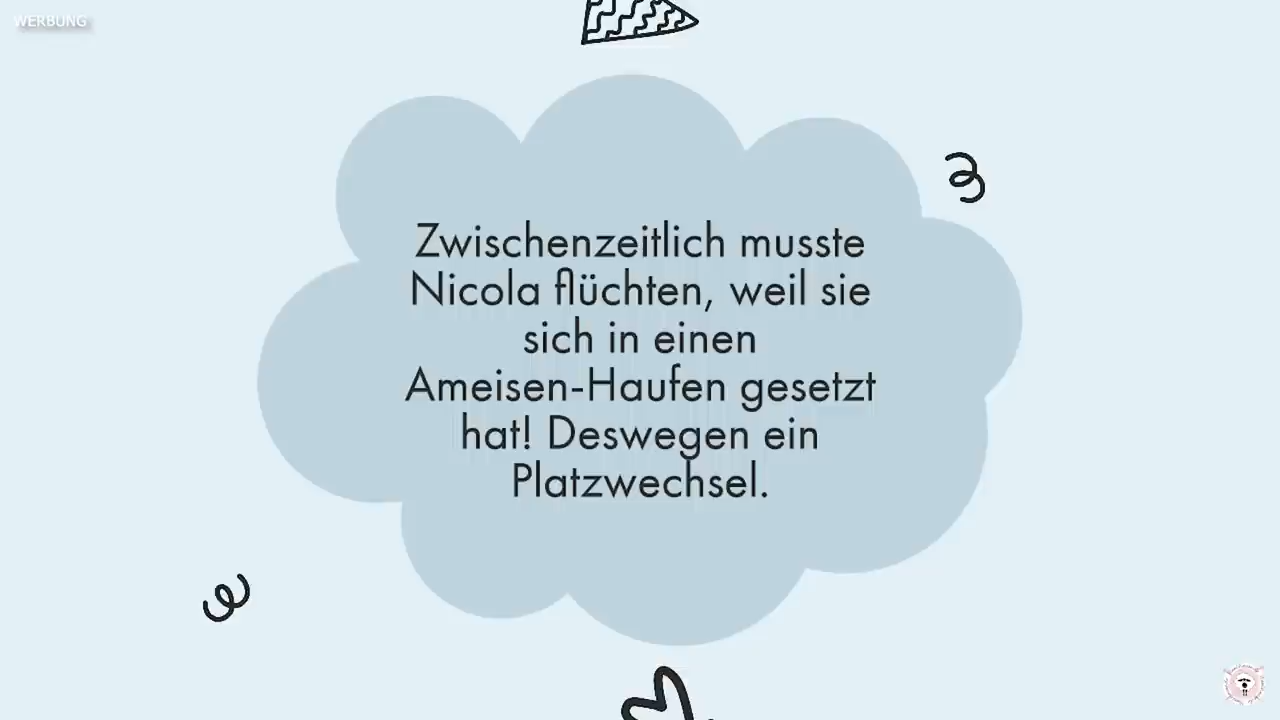 WERBUNG
Zwischenzeitlich musste
Nicola flüchten, weil sie
sich in einen
Ameisen-Haufen gesetzt
hat! Deswegen ein
Platzwechsel.